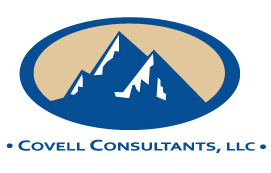 • COVELL CONSULTANTS, LLC •